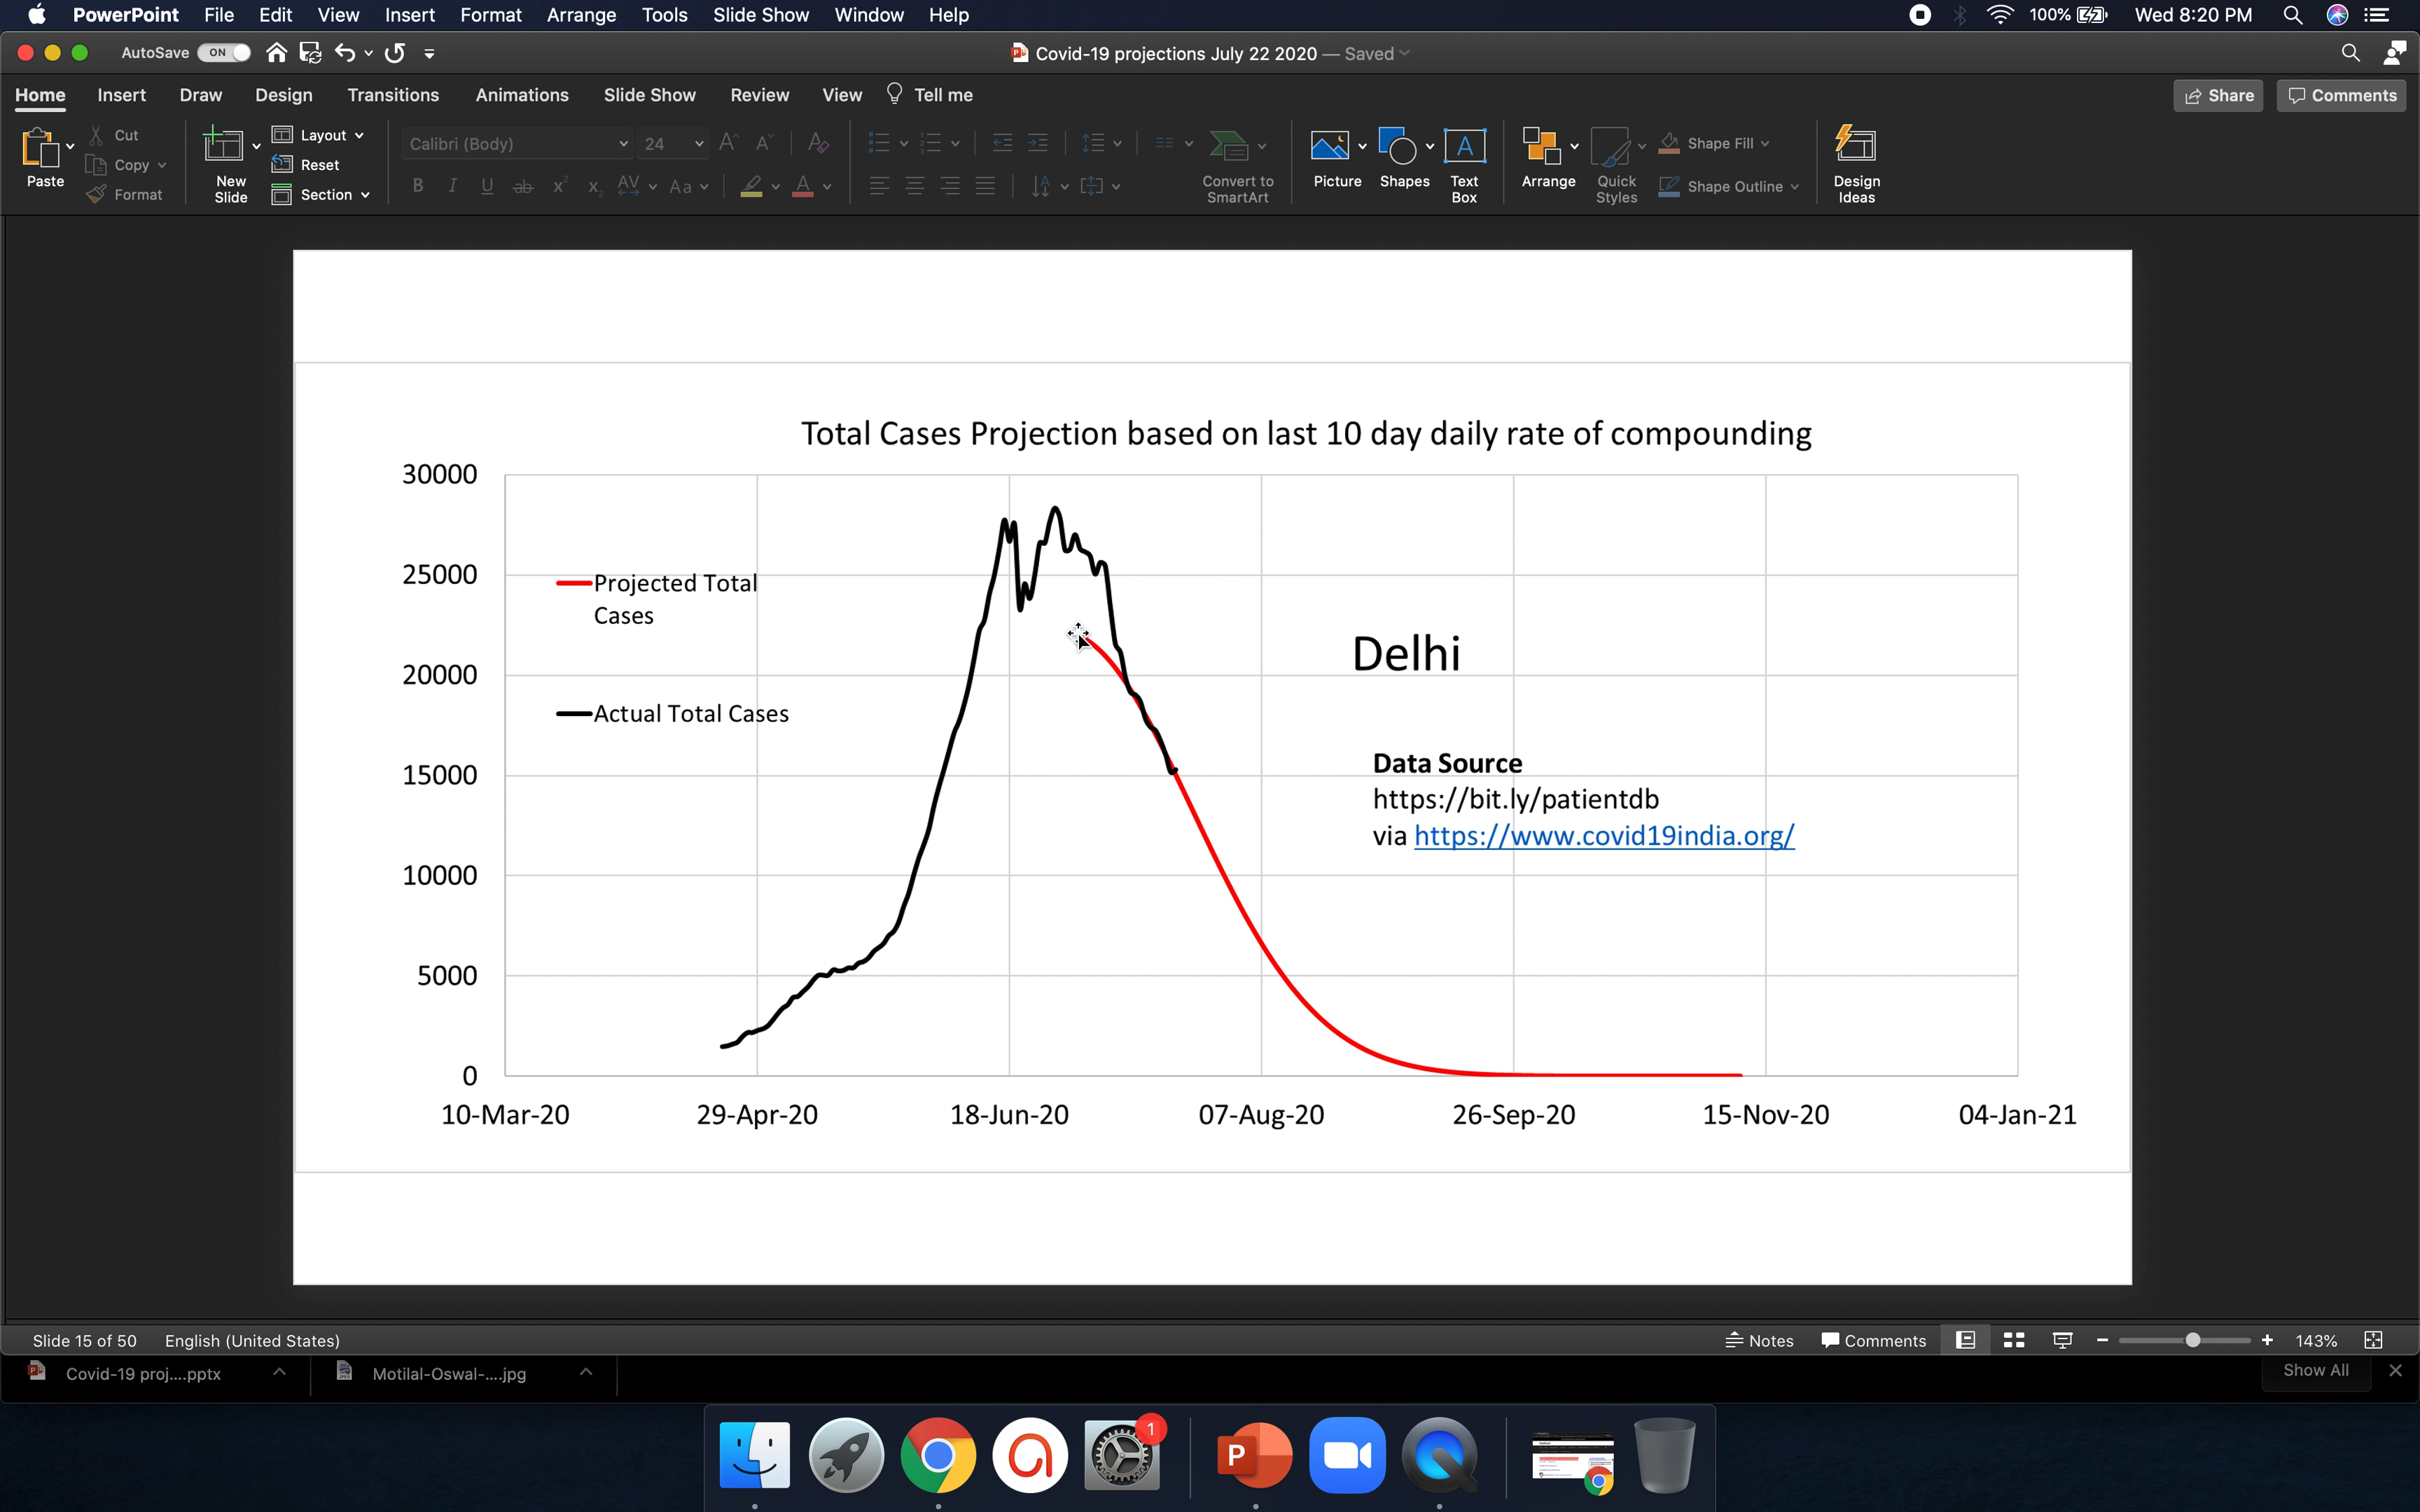 PowerPoint File Edit View Insert Format Arrange Tools Slide Show Window Help 100% Wed 8:20 PM
AutoSave ON Covid-19 projections July 22 2020 — Saved
Home Insert Draw Design Transitions Animations Slide Show Review View Tell me Share Comments
Paste
Cut
Copy
Format
New
Slide
Layout
Reset
Section
Calibri (Body) 24
Convert to
SmartArt
Picture
Shapes
Text
Box
Arrange
Quick
Styles
Shape Fill
Shape Outline
Design
Ideas
Total Cases Projection based on last 10 day daily rate of compounding
30000
25000
20000
15000
10000
5000
0
Projected Total
Cases
Actual Total Cases
Delhi
Data Source
https://bit.ly/patientdb
via https://www.covid19india.org/
10-Mar-20 29-Apr-20 18-Jun-20 07-Aug-20 26-Sep-20 15-Nov-20 04-Jan-21
Slide 15 of 50 English (United States) Notes Comments 143%
Covid-19 proj....pptx Motilal-Oswal-....jpg Show All
1
P